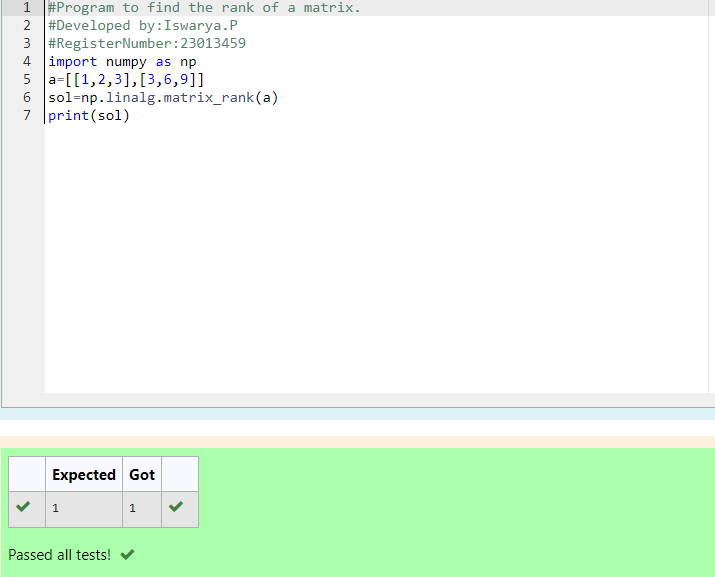 1 #Program to find the rank of a matrix.
2 #Developed by:Iswarya.P
3 #RegisterNumber:23013459
4 import numpy as np
5 a=[[1,2,3],[3,6,9]]
6 sol=np.linalg.matrix_rank(a)
7 print(sol)
Expected Got
1 1
Passed all tests!